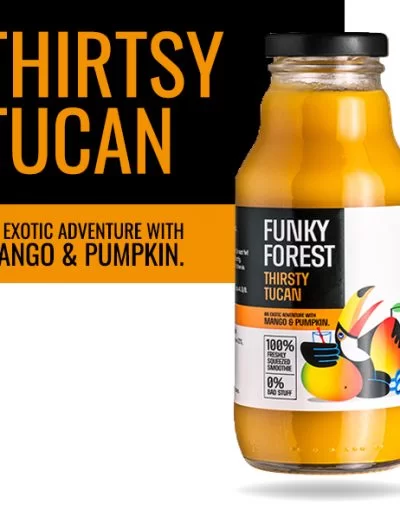 THIRTSY
TUCAN
EXOTIC ADVENTURE WITH
MANGO & PUMPKIN.
FUNKY
FOREST
THIRSTY
TUCAN
AN EXOTIC ADVENTURE WITH
MANGO & PUMPKIN.
100%
FRESHLY
SQUEEZED
SMOOTHIE
0%
BAD STUFF